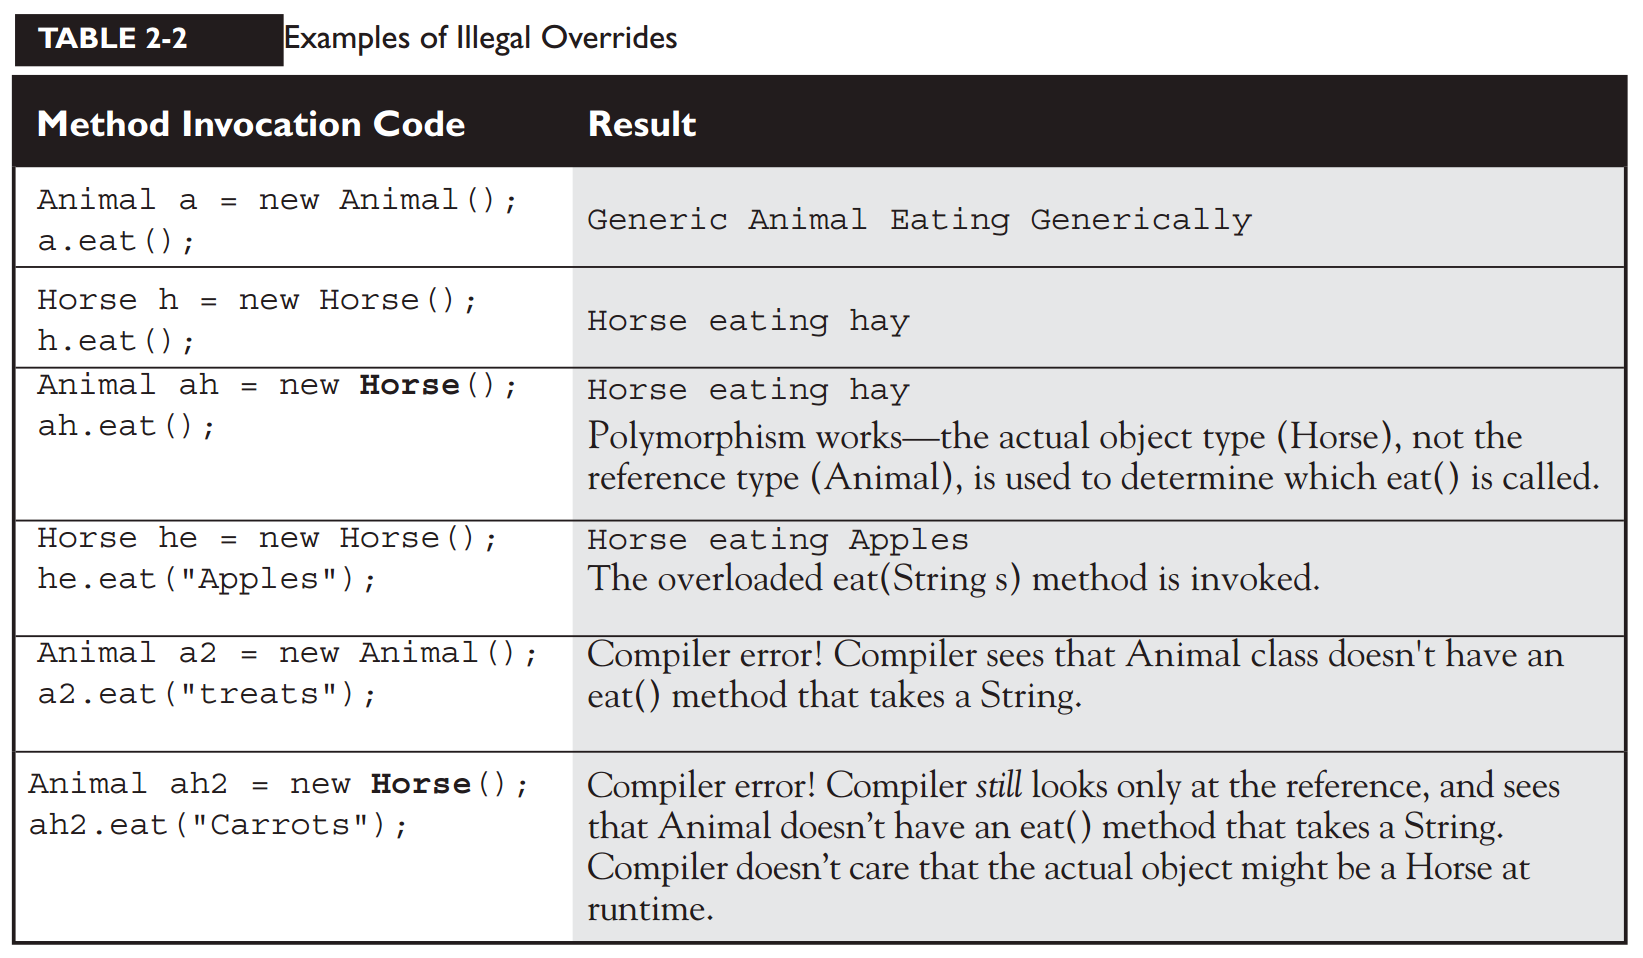 TABLE 2-2 Examples of Illegal Overrides
Method Invocation Code Result
Animal a = new Animal();
a.eat();
Generic Animal Eating Generically
Horse h = new Horse();
h.eat();
Horse eating hay
Animal ah = new Horse();
ah.eat();
Horse eating hay
Polymorphism works—the actual object type (Horse), not the
reference type (Animal), is used to determine which eat() is called.
Horse he = new Horse();
he.eat("Apples");
Horse eating Apples
The overloaded eat(String s) method is invoked.
Animal a2 = new Animal();
a2.eat("treats");
Compiler error! Compiler sees that Animal class doesn't have an
eat() method that takes a String.
Animal ah2 = new Horse();
ah2.eat("Carrots");
Compiler error! Compiler still looks only at the reference, and sees
that Animal doesn’t have an eat() method that takes a String.
Compiler doesn’t care that the actual object might be a Horse at
runtime.